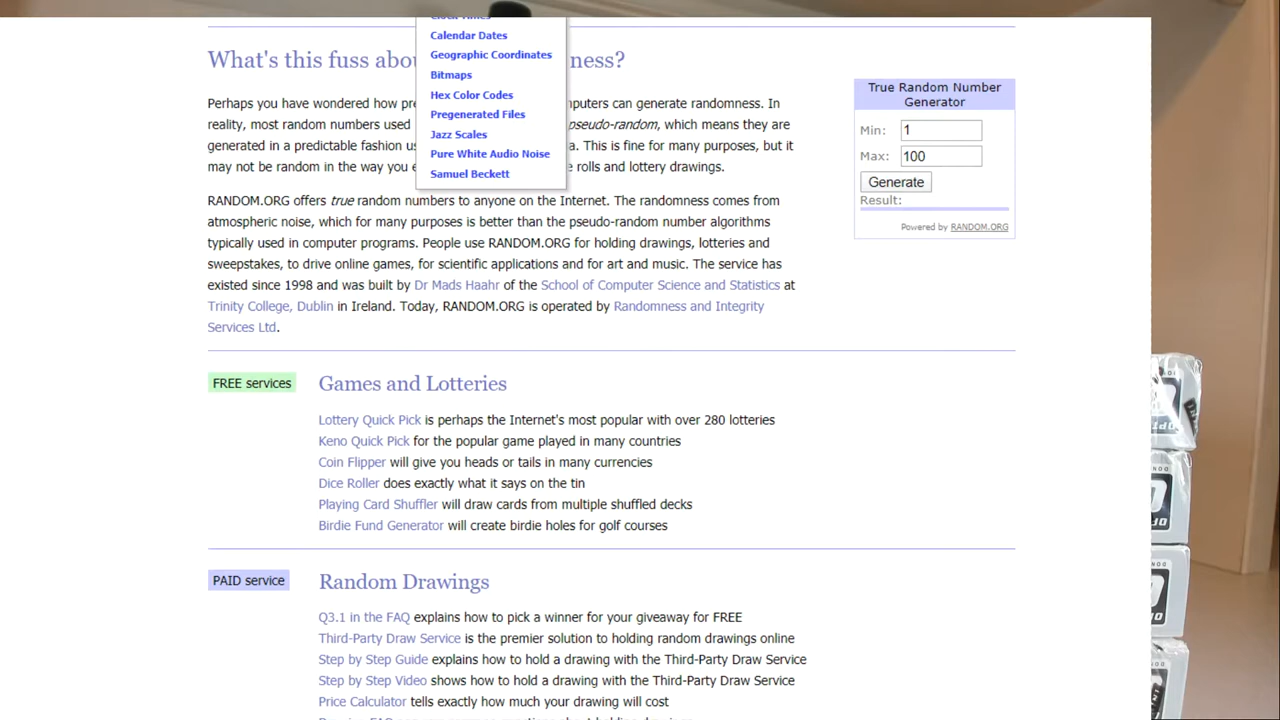 Clock Times
Calendar Dates
Geographic Coordinates
Bitmaps
Hex Color Codes
Pregenerated Files
Jazz Scales
Pure White Audio Noise
Samuel Beckett
What's this fuss ness?
Perhaps you have wondered how computers can generate randomness. In
reality, most random numbers used pseudo-random, which means they are
generated in a predictable fashion This is fine for many purposes, but it
may not be random in the way you rolls and lottery drawings.
RANDOM.ORG offers true random numbers to anyone on the Internet. The randomness comes from
atmospheric noise, which for many purposes is better than the pseudo-random number algorithms
typically used in computer programs. People use RANDOM.ORG for holding drawings, lotteries and
sweepstakes, to drive online games, for scientific applications and for art and music. The service has
existed since 1998 and was built by Dr Mads Haahr of the School of Computer Science and Statistics at
Trinity College, Dublin in Ireland. Today, RANDOM.ORG is operated by Randomness and Integrity
Services Ltd.
True Random Number
Generator
Min: 1
Max: 100
Generate
Result:
Powered by RANDOM.ORG
FREE services
Games and Lotteries
Lottery Quick Pick is perhaps the Internet's most popular with over 280 lotteries
Keno Quick Pick for the popular game played in many countries
Coin Flipper will give you heads or tails in many currencies
Dice Roller does exactly what it says on the tin
Playing Card Shuffler will draw cards from multiple shuffled decks
Birdie Fund Generator will create birdie holes for golf courses
PAID service
Random Drawings
Q3.1 in the FAQ explains how to pick a winner for your giveaway for FREE
Third-Party Draw Service is the premier solution to holding random drawings online
Step by Step Guide explains how to hold a drawing with the Third-Party Draw Service
Step by Step Video shows how to hold a drawing with the Third-Party Draw Service
Price Calculator tells exactly how much your drawing will cost